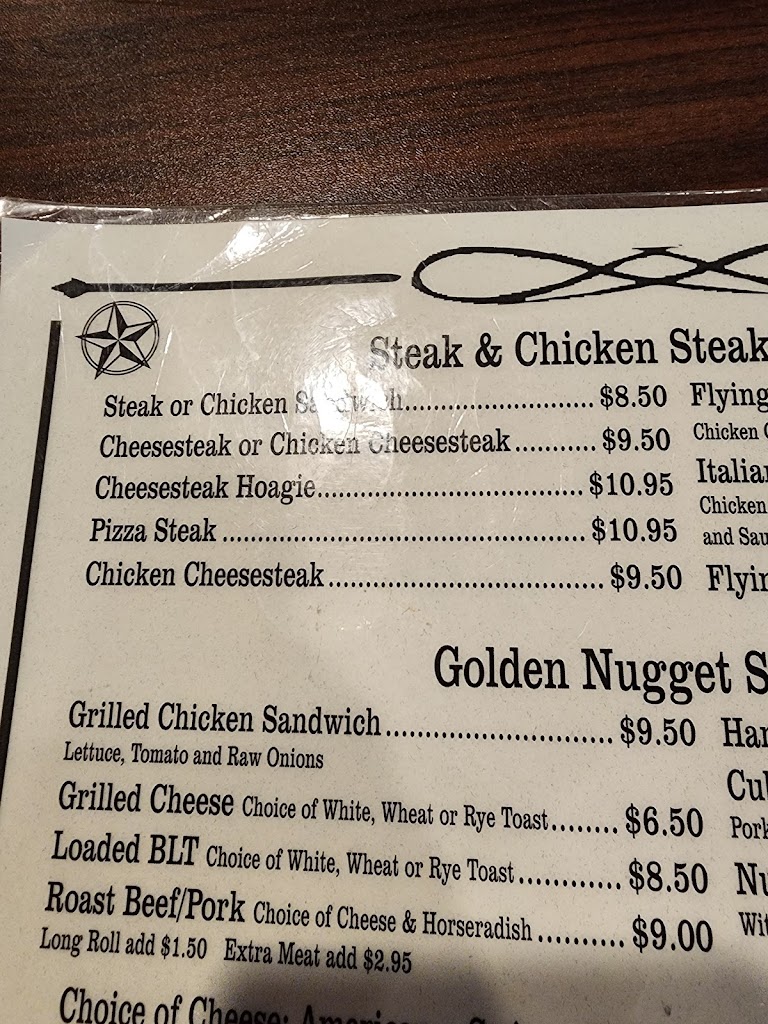 Steak & Chicken Steak
Steak or Chicken Sandwich........................ $8.50
Flying
Cheesesteak or Chicken Cheesesteak........... $9.50
Chicken
Cheesesteak Hoagie.................................. $10.95
Pizza Steak .............................................. $10.95
Chicken
and
Chicken Cheesesteak................................... $9.50
Golden Nugget
Grilled Chicken Sandwich............................. $9.50
Lettuce, Tomato and Raw Onions
Grilled Cheese Choice of White, Wheat or Rye Toast........ $6.50
Loaded BLT Choice of White, Wheat or Rye Toast............ $8.50
Roast Beef/Pork Choice of Cheese & Horseradish .......... $9.00
Long Roll add $1.50 Extra Meat add $2.95
Choice of Cheese: